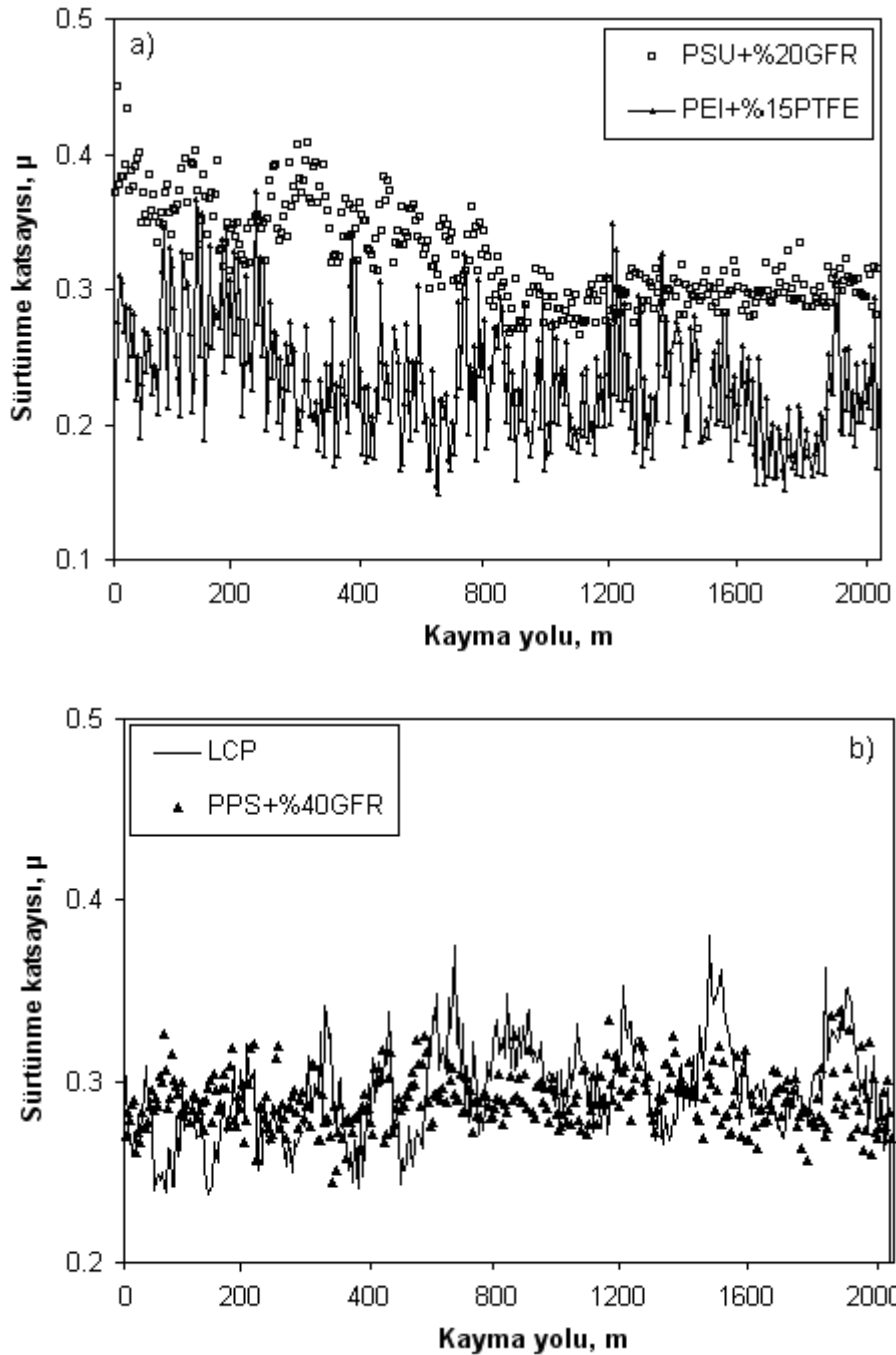 0.5
a)
PSU+%20GFR
PEI+%15PTFE
0.4
0.3
0.2
0.1
Sürtünme katsayısı, µ
0 200 400 800 1200 1600 2000
Kayma yolu, m
0.5
LCP
PPS+%40GFR
b)
0.4
0.3
0.2
Sürtünme katsayısı, µ
0 200 400 800 1200 1600 2000
Kayma yolu, m